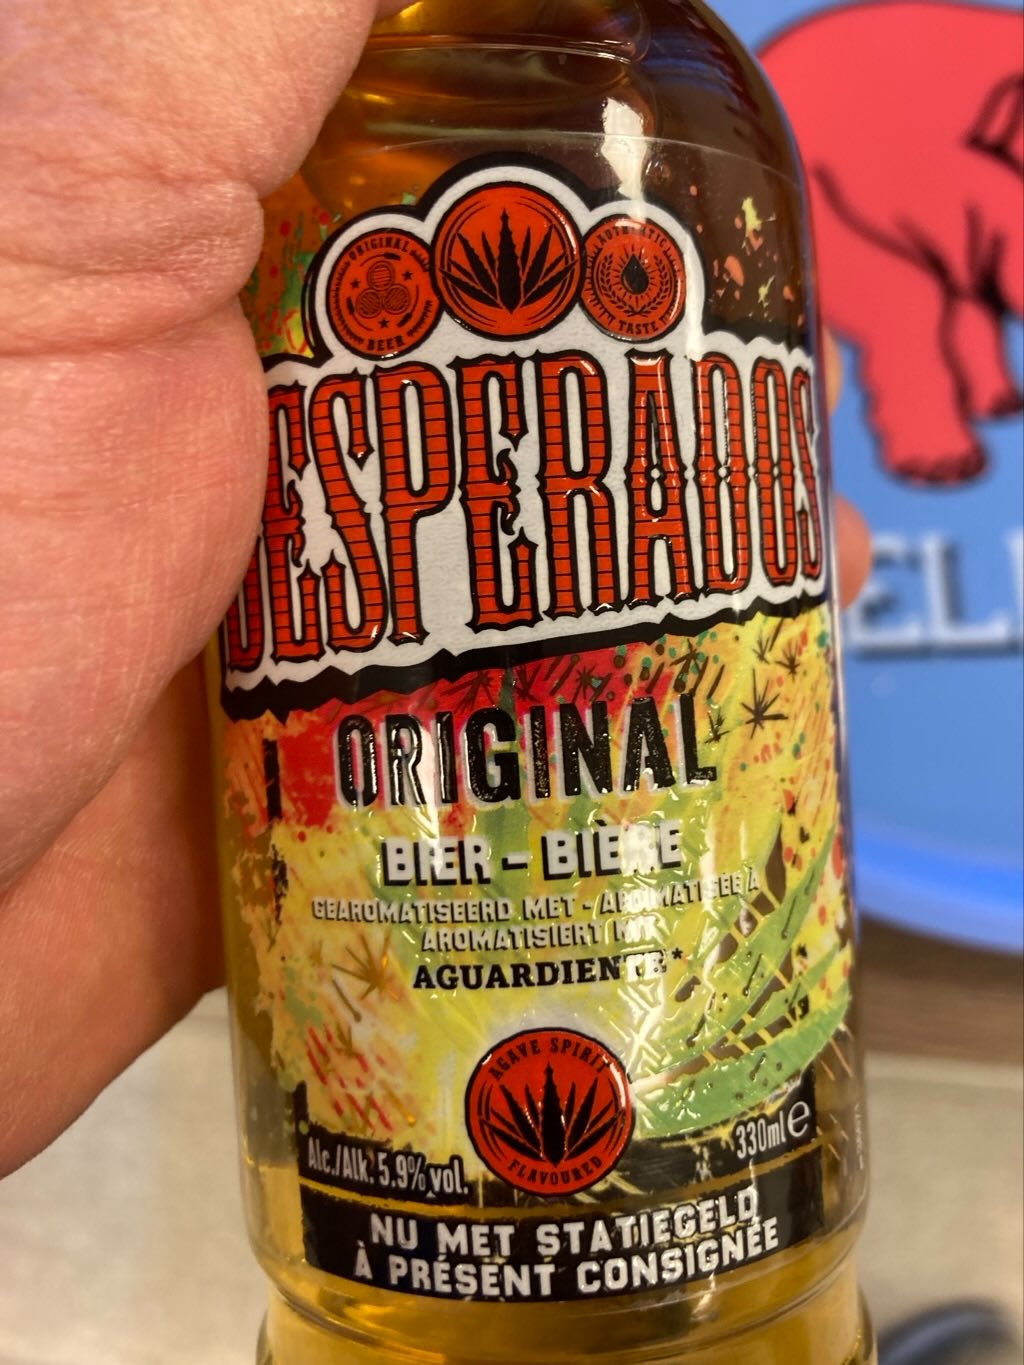 ORIGINAL
BEER
AUTHENTIC
TASTE
DESPERADOS
ORIGINAL
BIER - BIÈRE
GEAROMATISEERD MET - AROMATISÉE À
AROMATISIERT MIT
AGUARDIENTE*
AGAVE SPIRIT
FLAVOURED
Alc./Alk. 5.9% vol.
330ml e
NU MET STATIEGELD
À PRÉSENT CONSIGNÉE
ELI